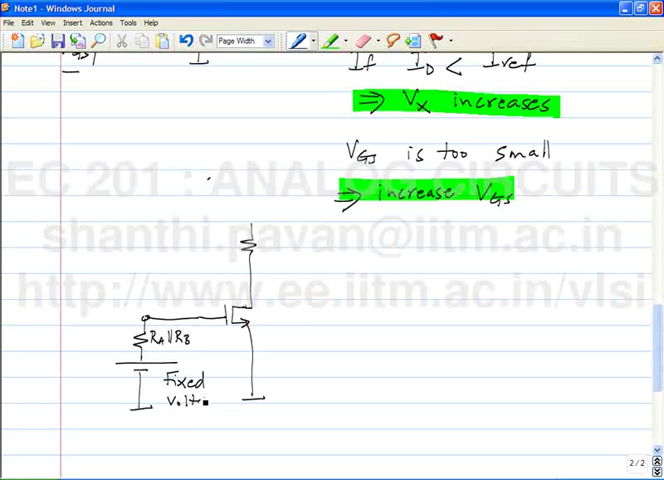 Note1 - Windows Journal
File Edit View Insert Actions Tools Help
Page Width
If ID < Iref
⇒ VX increases
VGS is too small
⇒ increase VGS
EC 201 : ANALOG CIRCUITS
shanthi.pavan@iitm.ac.in
http://www.ee.iitm.ac.in/vlsi
RA||RB
Fixed
2 / 2